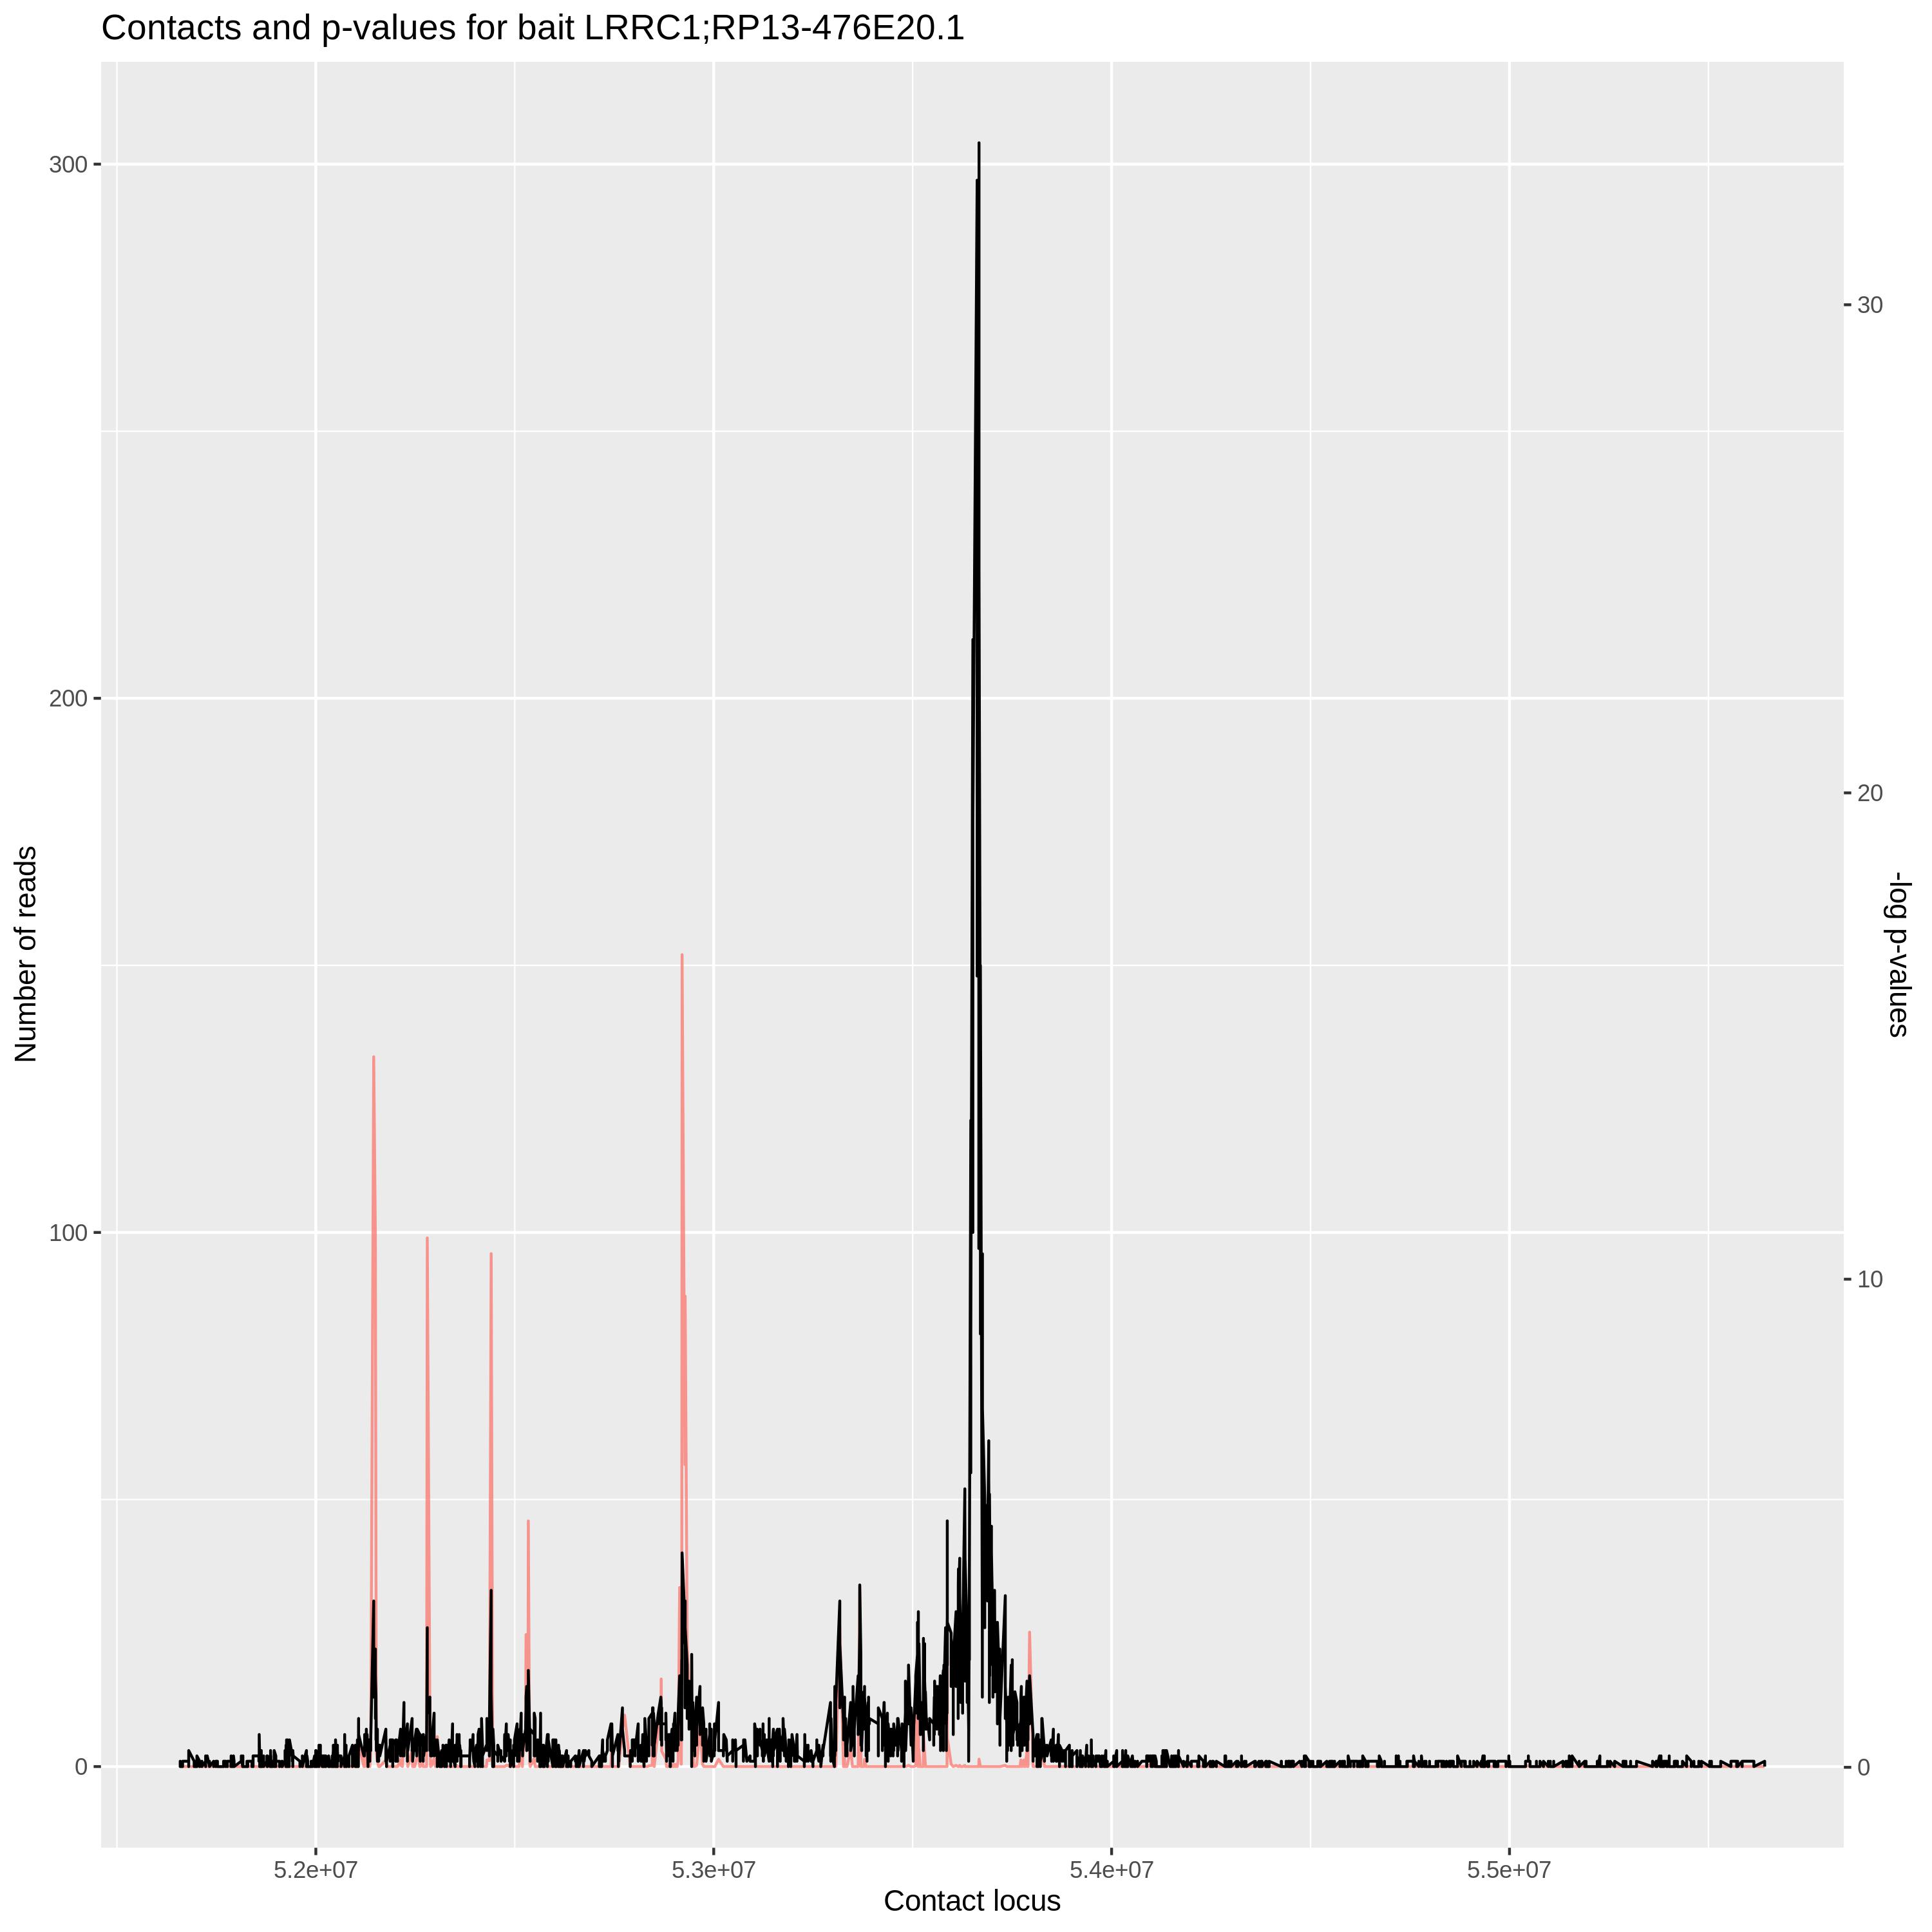 Contacts and p-values for bait LRRC1;RP13-476E20.1
300
200
100
0
Number of reads
30
20
10
0
-log p-values
5.2e+07 5.3e+07 5.4e+07 5.5e+07
Contact locus